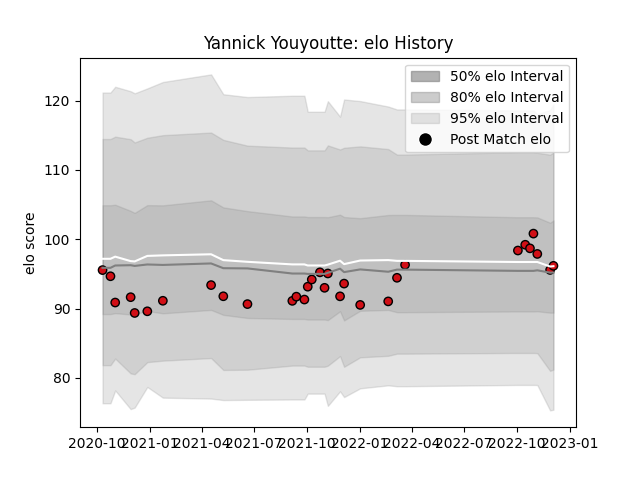 Yannick Youyoutte: elo History
50% elo Interval
80% elo Interval
95% elo Interval
Post Match elo
elo score
120
110
100
90
80
2020-10 2021-01 2021-04 2021-07 2021-10 2022-01 2022-04 2022-07 2022-10 2023-01